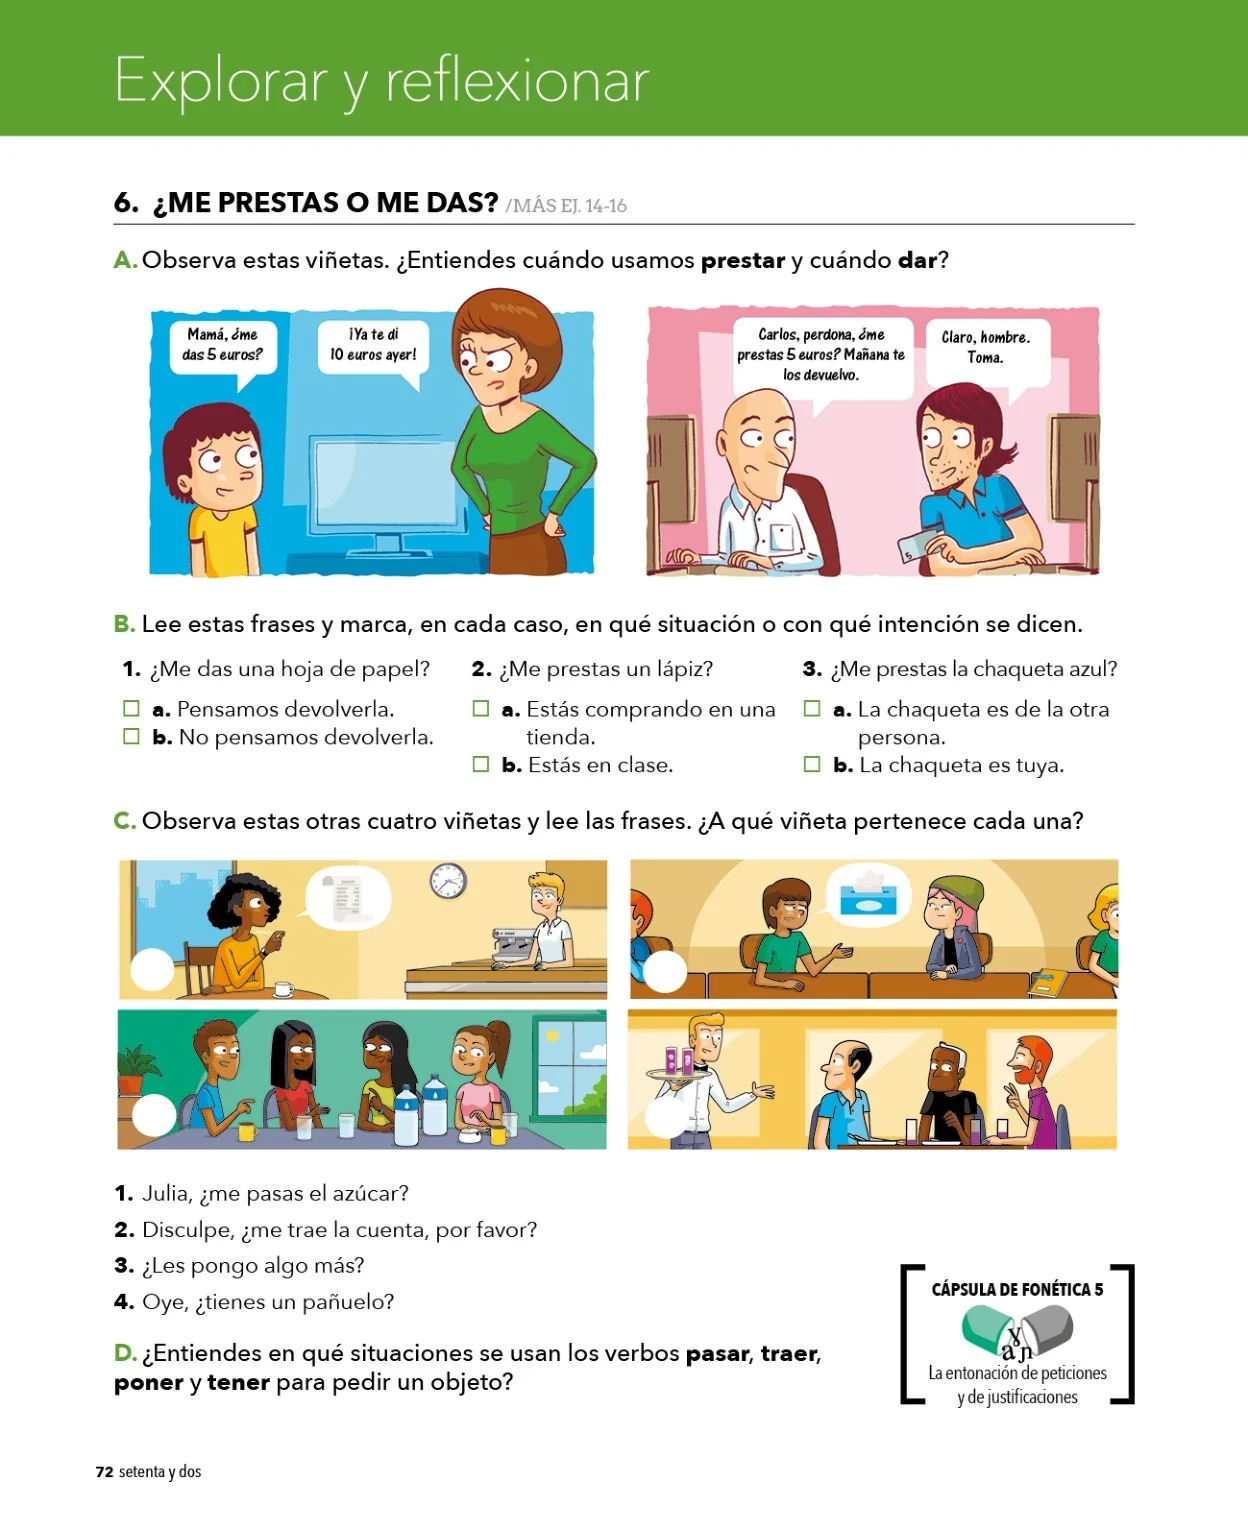 Explorar y reflexionar
6. ¿ME PRESTAS O ME DAS? /MÁS EJ. 14-16
A. Observa estas viñetas. ¿Entiendes cuándo usamos prestar y cuándo dar?
Mamá, ¿me
das 5 euros?
¡Ya te di
10 euros ayer!
Carlos, perdona, ¿me
prestas 5 euros? Mañana te
los devuelvo.
Claro, hombre.
Toma.
5
B. Lee estas frases y marca, en cada caso, en qué situación o con qué intención se dicen.
1. ¿Me das una hoja de papel?
a. Pensamos devolverla.
b. No pensamos devolverla.
2. ¿Me prestas un lápiz?
a. Estás comprando en una
tienda.
b. Estás en clase.
3. ¿Me prestas la chaqueta azul?
a. La chaqueta es de la otra
persona.
b. La chaqueta es tuya.
C. Observa estas otras cuatro viñetas y lee las frases. ¿A qué viñeta pertenece cada una?
1. Julia, ¿me pasas el azúcar?
2. Disculpe, ¿me trae la cuenta, por favor?
3. ¿Les pongo algo más?
4. Oye, ¿tienes un pañuelo?
D. ¿Entiendes en qué situaciones se usan los verbos pasar, traer,
poner y tener para pedir un objeto?
CÁPSULA DE FONÉTICA 5
La entonación de peticiones
y de justificaciones
72 setenta y dos